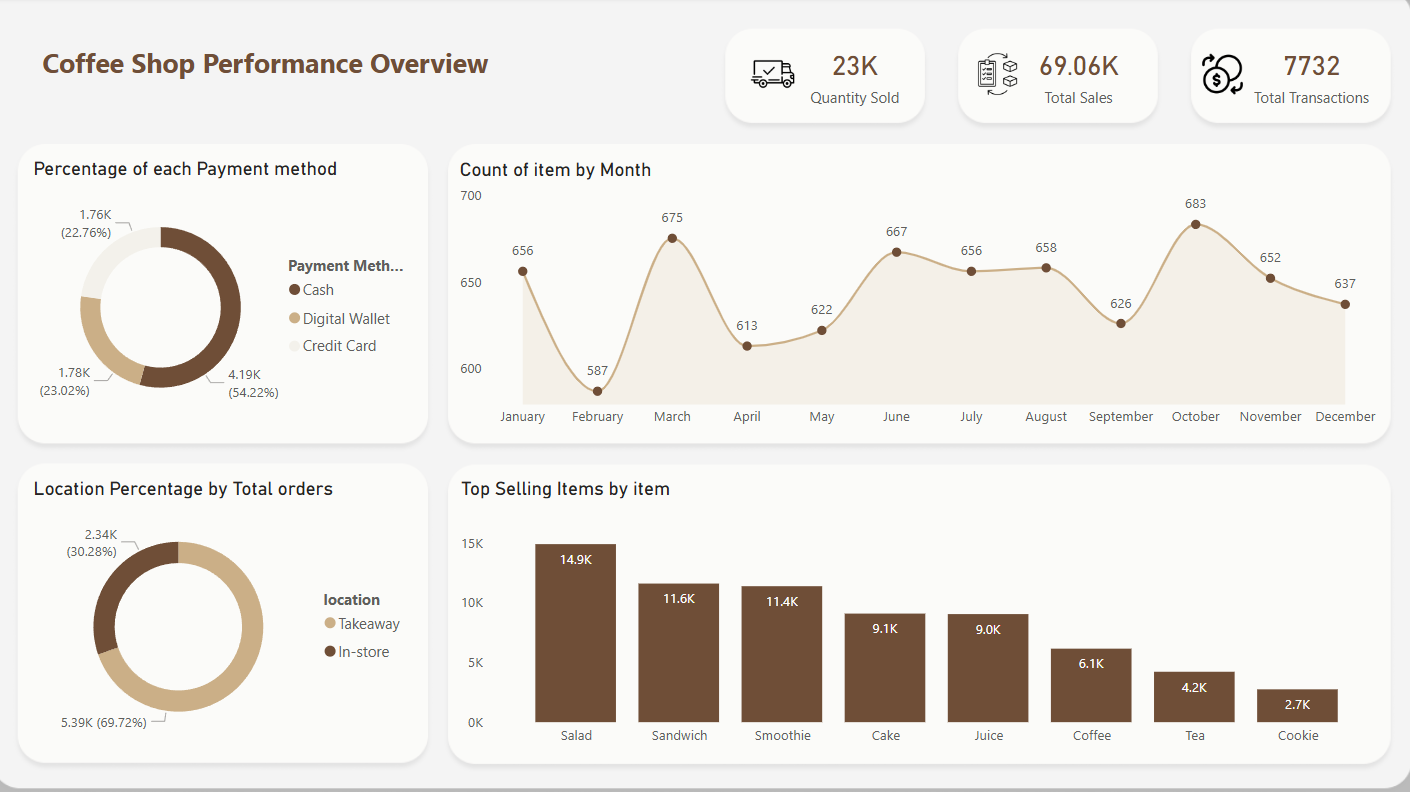 Coffee Shop Performance Overview
23K
Quantity Sold
69.06K
Total Sales
7732
Total Transactions
Percentage of each Payment method
1.76K
(22.76%)
1.78K
(23.02%)
4.19K
(54.22%)
Payment Meth...
Cash
Digital Wallet
Credit Card
Count of item by Month
700
650
600
656
587
675
613
622
667
656
658
626
683
652
637
January
February
March
April
May
June
July
August
September
October
November
December
Location Percentage by Total orders
2.34K
(30.28%)
5.39K (69.72%)
location
Takeaway
In-store
Top Selling Items by item
15K
10K
5K
0K
14.9K
11.6K
11.4K
9.1K
9.0K
6.1K
4.2K
2.7K
Salad
Sandwich
Smoothie
Cake
Juice
Coffee
Tea
Cookie